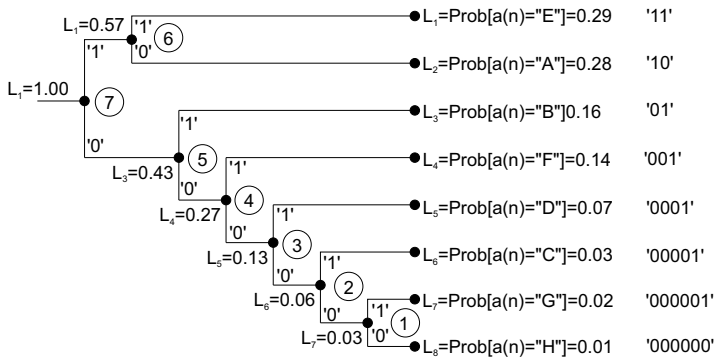 L₁=Prob[a(n)="E"]=0.29 '11'
L₁=0.57
'1'
'1'
6
'0'
L₂=Prob[a(n)="A"]=0.28 '10'
L₁=1.00
7
L₃=Prob[a(n)="B"]0.16 '01'
'1'
'0'
5
L₄=Prob[a(n)="F"]=0.14 '001'
L₃=0.43
'0'
'1'
4
L₅=Prob[a(n)="D"]=0.07 '0001'
L₄=0.27
'0'
'1'
3
L₆=Prob[a(n)="C"]=0.03 '00001'
L₅=0.13
'0'
'1'
2
L₇=Prob[a(n)="G"]=0.02 '000001'
L₆=0.06
'0'
'1'
1
L₇=0.03
'0'
L₈=Prob[a(n)="H"]=0.01 '000000'